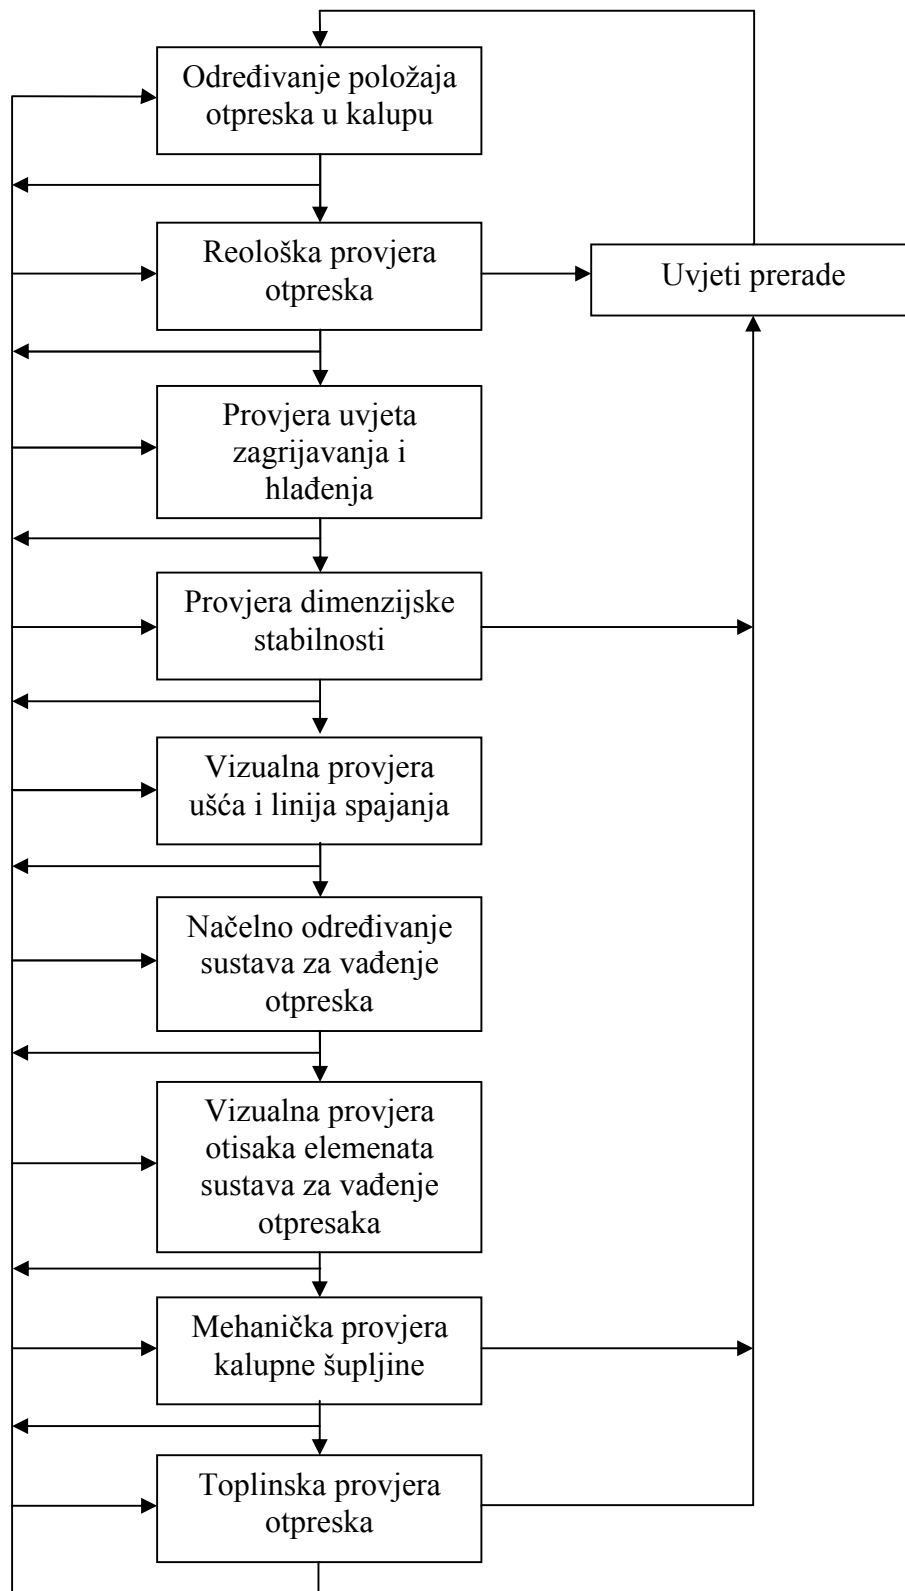 Određivanje položaja
otpreska u kalupu
Reološka provjera
otpreska
Uvjeti prerade
Provjera uvjeta
zagrijavanja i
hlađenja
Provjera dimenzijske
stabilnosti
Vizualna provjera
ušća i linija spajanja
Načelno određivanje
sustava za vađenje
otpreska
Vizualna provjera
otisaka elemenata
sustava za vađenje
otpresaka
Mehanička provjera
kalupne šupljine
Toplinska provjera
otpreska